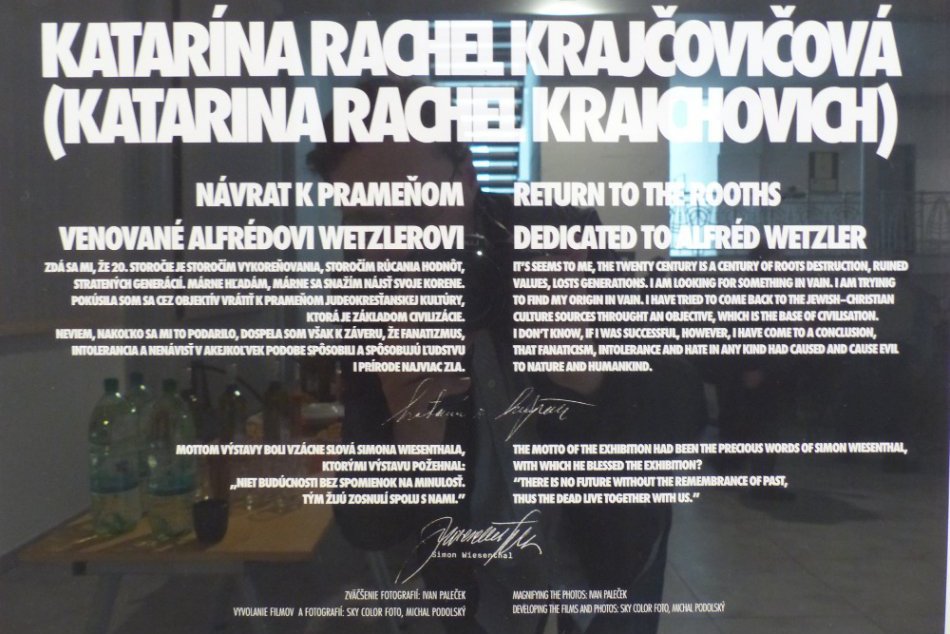 KATARÍNA RACHEL KRAJČOVIČOVÁ
(KATARINA RACHEL KRAICHOVICH)
NÁVRAT K PRAMEŇOM
VENOVANÉ ALFRÉDOVI WETZLEROVI
ZDÁ SA MI, ŽE 20. STOROČIE JE STOROČÍM VYKOREŇOVANIA, STOROČÍM RÚCANIA HODNÔT,
STRATENÝCH GENERÁCIÍ. MÁRNE HĽADÁM, MÁRNE SA SNAŽÍM NÁJSŤ SVOJE KORENE.
POKÚSILA SOM SA CEZ OBJEKTÍV VRÁTIŤ K PRAMEŇOM JUDEOKRESŤANSKEJ KULTÚRY,
KTORÁ JE ZÁKLADOM CIVILIZÁCIE.
NEVIEM, NAKOĽKO SA MI TO PODARILO, DOSPELA SOM VŠAK K ZÁVERU, ŽE FANATIZMUS,
INTOLERANCIA A NENÁVISŤ V AKEJKOĽVEK PODOBE SPÔSOBILI A SPÔSOBUJÚ ĽUDSTVU
I PRÍRODE NAJVIAC ZLA.
RETURN TO THE ROOTHS
DEDICATED TO ALFRÉD WETZLER
IT'S SEEMS TO ME, THE TWENTY CENTURY IS A CENTURY OF ROOTS DESTRUCTION, RUINED
VALUES, LOSTS GENERATIONS. I AM LOOKING FOR SOMETHING IN VAIN. I AM TRYINIG
TO FIND MY ORIGIN IN VAIN. I HAVE TRIED TO COME BACK TO THE JEWISH–CHRISTIAN
CULTURE SOURCES THROUGHT AN OBJECTIVE, WHICH IS THE BASE OF CIVILISATION.
I DON'T KNOW, IF I WAS SUCCESSFUL, HOWEVER, I HAVE COME TO A CONCLUSION,
THAT FANATICISM, INTOLERANCE AND HATE IN ANY KIND HAD CAUSED AND CAUSE EVIL
TO NATURE AND HUMANKIND.
MOTTOM VÝSTAVY BOLI VZÁCNE SLOVÁ SIMONA WIESENTHALA,
KTORÝMI VÝSTAVU POŽEHNAL:
„NIET BUDÚCNOSTI BEZ SPOMIENOK NA MINULOSŤ.
TÝM ŽIJÚ ZOSNULÍ SPOLU S NAMI."
THE MOTTO OF THE EXHIBITION HAD BEEN THE PRECIOUS WORDS OF SIMON WIESENTHAL,
WITH WHICH HE BLESSED THE EXHIBITION?
"THERE IS NO FUTURE WITHOUT THE REMEMBRANCE OF PAST,
THUS THE DEAD LIVE TOGETHER WITH US."
Simon Wiesenthal
ZVÄČŠENIE FOTOGRAFIÍ: IVAN PALEČEK
VYVOLANIE FILMOV A FOTOGRAFIÍ: SKY COLOR FOTO, MICHAL PODOLSKÝ
MAGNIFYING THE PHOTOS: IVAN PALEČEK
DEVELOPING THE FILMS AND PHOTOS: SKY COLOR FOTO, MICHAL PODOLSKÝ